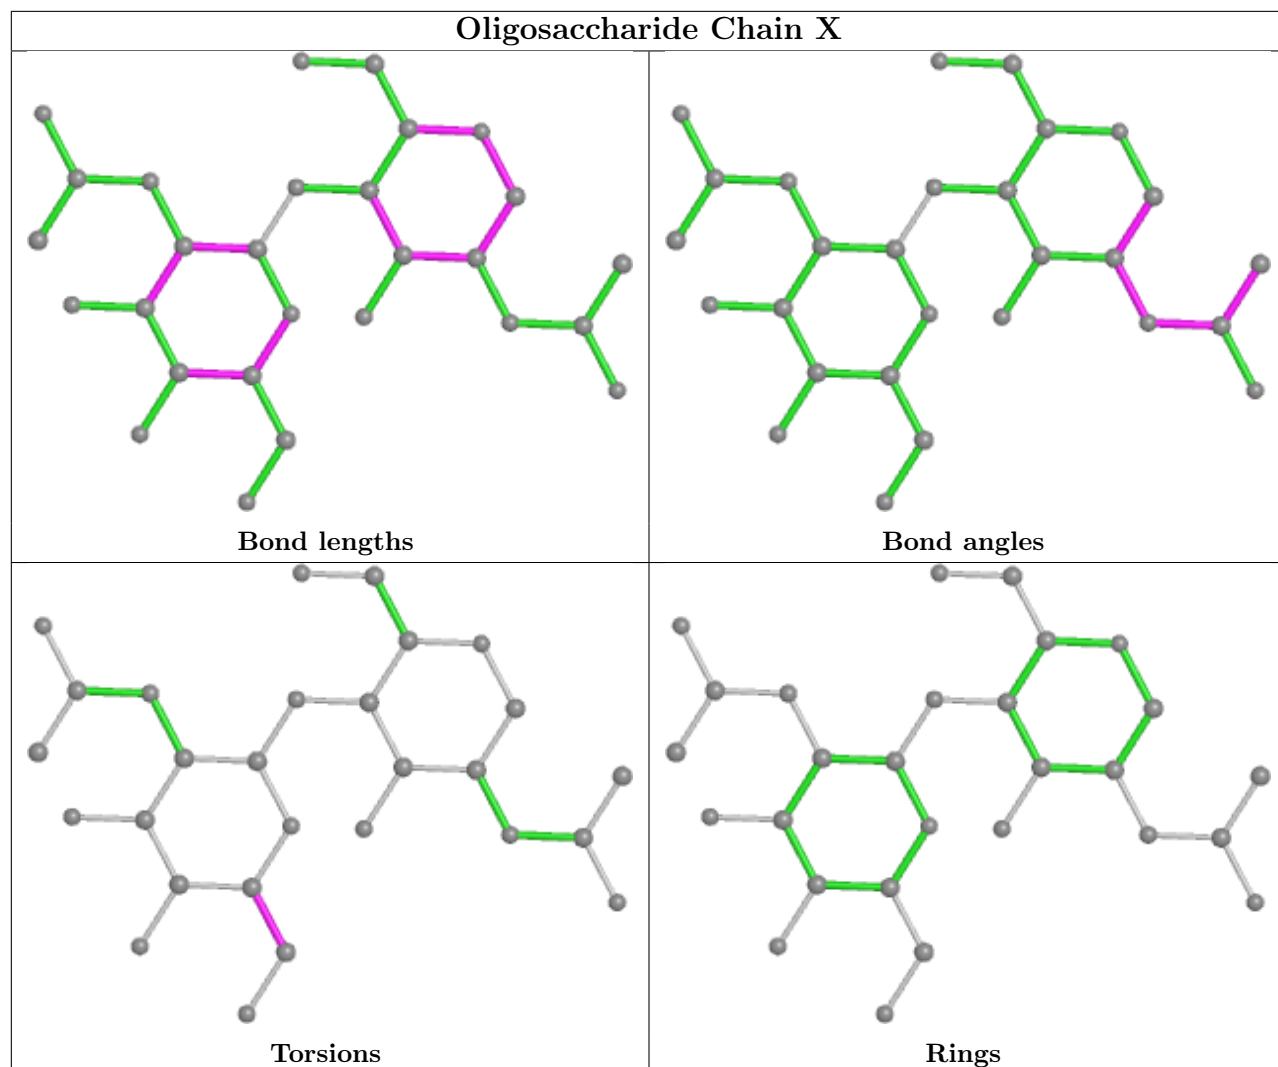 Oligosaccharide Chain X
Bond lengths
Bond angles
Torsions
Rings